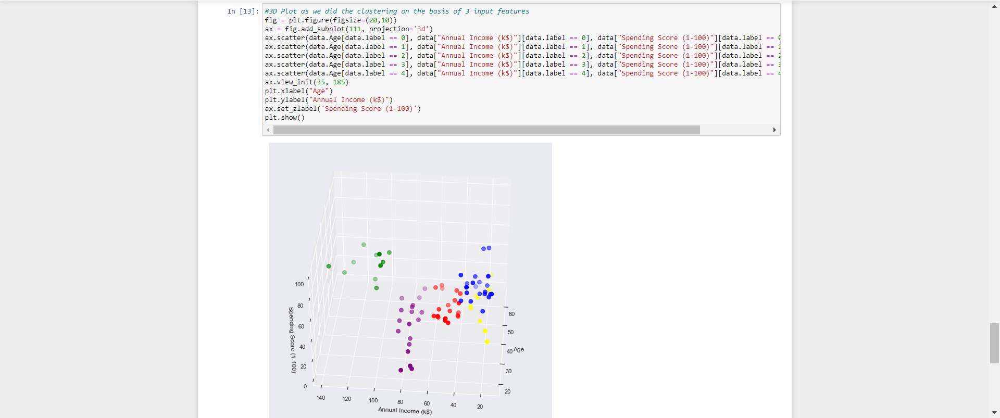 In [13]: #3D Plot as we did the clustering on the basis of 3 input features
fig = plt.figure(figsize=(20,10))
ax = fig.add_subplot(111, projection='3d')
ax.scatter(data.Age[data.label == 0], data["Annual Income (k$)"][data.label == 0], data["Spending Score (1-100)"][data.label == 0
ax.scatter(data.Age[data.label == 1], data["Annual Income (k$)"][data.label == 1], data["Spending Score (1-100)"][data.label == 1
ax.scatter(data.Age[data.label == 2], data["Annual Income (k$)"][data.label == 2], data["Spending Score (1-100)"][data.label == 2
ax.scatter(data.Age[data.label == 3], data["Annual Income (k$)"][data.label == 3], data["Spending Score (1-100)"][data.label == 3
ax.scatter(data.Age[data.label == 4], data["Annual Income (k$)"][data.label == 4], data["Spending Score (1-100)"][data.label == 4
ax.view_init(35, 185)
plt.xlabel("Age")
plt.ylabel("Annual Income (k$)")
ax.set_zlabel('Spending Score (1-100)')
plt.show()
100
80
60
40
20
0
Spending Score (1-100)
60
50
40
30
20
Age
140
120
100
80
60
40
20
Annual Income (k$)